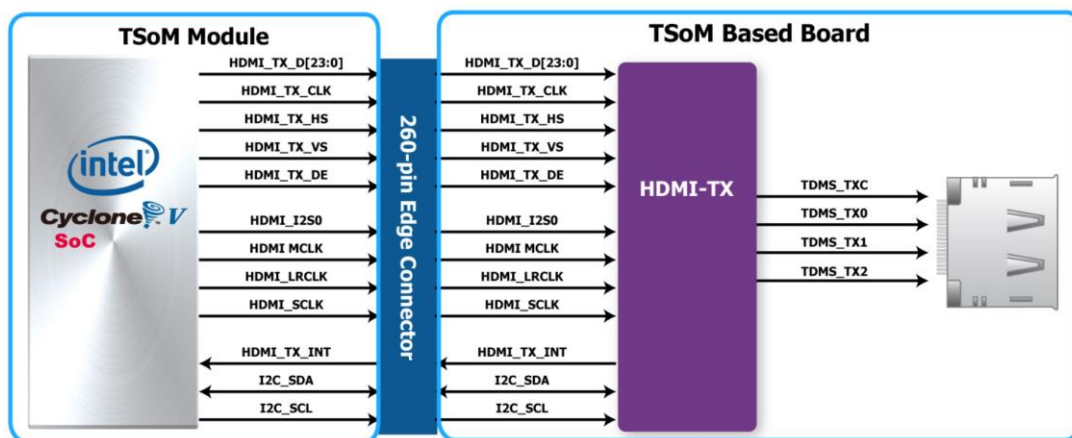 TSoM Module
TSoM Based Board
HDMI_TX_D[23:0]
HDMI_TX_CLK
HDMI_TX_HS
HDMI_TX_VS
HDMI_TX_DE
HDMI_I2S0
HDMI MCLK
HDMI_LRCLK
HDMI_SCLK
HDMI_TX_INT
I2C_SDA
I2C_SCL
intel
Cyclone V
SoC
260-pin Edge Connector
HDMI_TX_D[23:0]
HDMI_TX_CLK
HDMI_TX_HS
HDMI_TX_VS
HDMI_TX_DE
HDMI_I2S0
HDMI MCLK
HDMI_LRCLK
HDMI_SCLK
HDMI_TX_INT
I2C_SDA
I2C_SCL
HDMI-TX
TDMS_TXC
TDMS_TX0
TDMS_TX1
TDMS_TX2